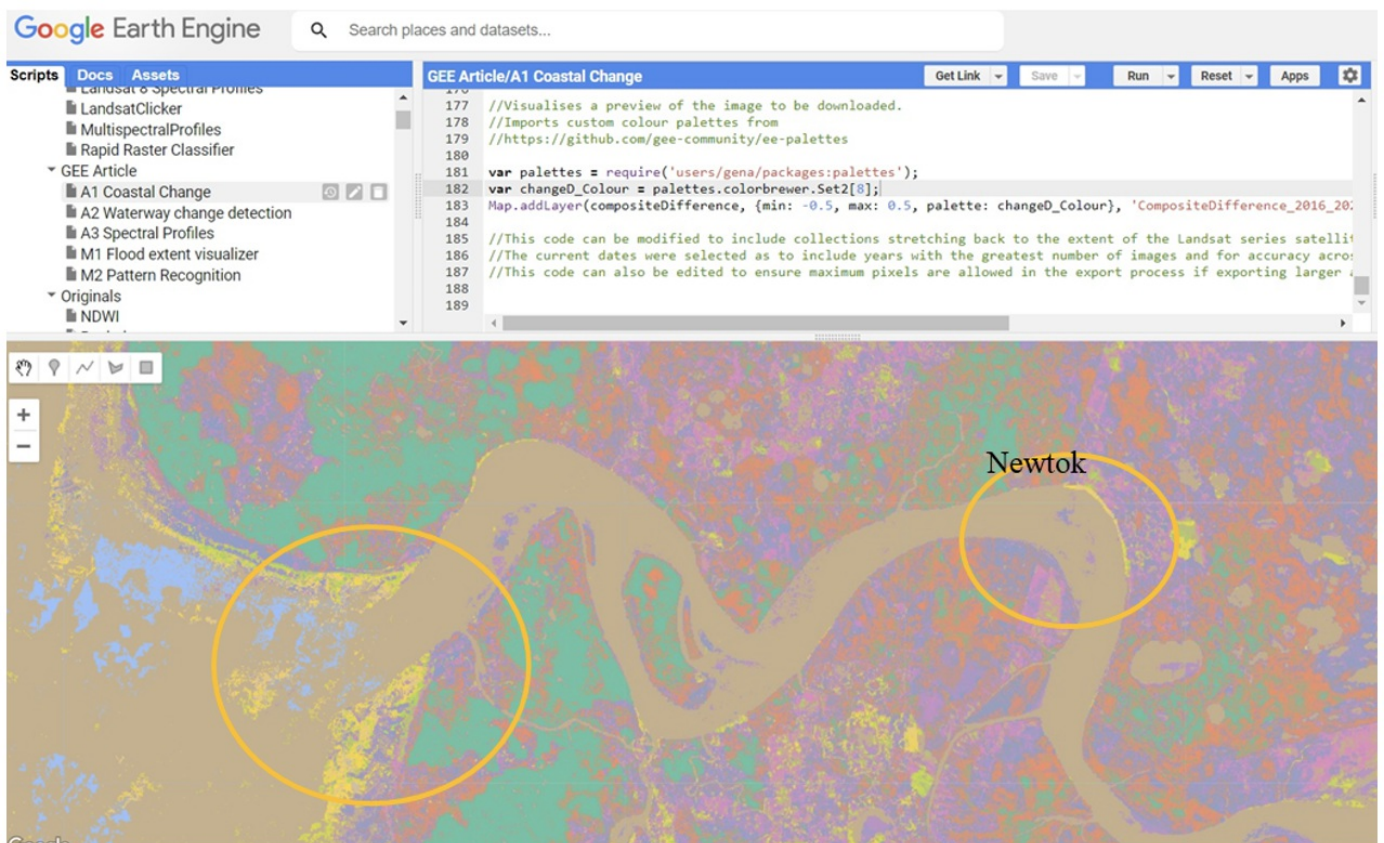 Google Earth Engine
Search places and datasets...
Scripts Docs Assets
GEE Article/A1 Coastal Change
Get Link Save Run Reset Apps
Landsat 8 Spectral Profiles
LandsatClicker
MultispectralProfiles
Rapid Raster Classifier
GEE Article
A1 Coastal Change
A2 Waterway change detection
A3 Spectral Profiles
M1 Flood extent visualizer
M2 Pattern Recognition
Originals
NDWI
176
177 //Visualises a preview of the image to be downloaded.
178 //Imports custom colour palettes from
179 //https://github.com/gee-community/ee-palettes
180
181 var palettes = require('users/gena/packages:palettes');
182 var changeD_Colour = palettes.colorbrewer.Set2[8];
183 Map.addLayer(compositeDifference, {min: -0.5, max: 0.5, palette: changeD_Colour}, 'CompositeDifference_2016_202
184
185 //This code can be modified to include collections stretching back to the extent of the Landsat series
186 //The current dates were selected as to include years with the greatest number of images and for accuracy
187 //This code can also be edited to ensure maximum pixels are allowed in the export process if exporting larger
188
189
Newtok